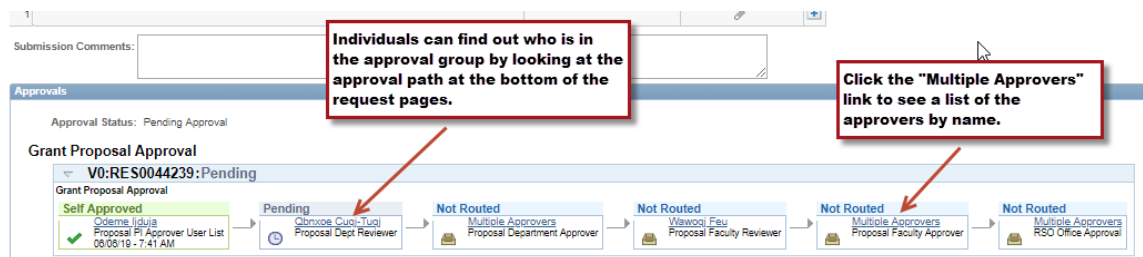 1
Submission Comments:
Individuals can find out who is in
the approval group by looking at the
approval path at the bottom of the
request pages.
Click the "Multiple Approvers"
link to see a list of the
approvers by name.
Approvals
Approval Status: Pending Approval
Grant Proposal Approval
V0:RES0044239:Pending
Grant Proposal Approval
Self Approved
Odeme Ijduja
Proposal PI Approver User List
06/06/19 - 7:41 AM
Pending
Qbnxoe Cuqj-Tuqj
Proposal Dept Reviewer
Not Routed
Multiple Approvers
Proposal Department Approver
Not Routed
Wawoqj Feu
Proposal Faculty Reviewer
Not Routed
Multiple Approvers
Proposal Faculty Approver
Not Routed
Multiple Approvers
RSO Office Approval